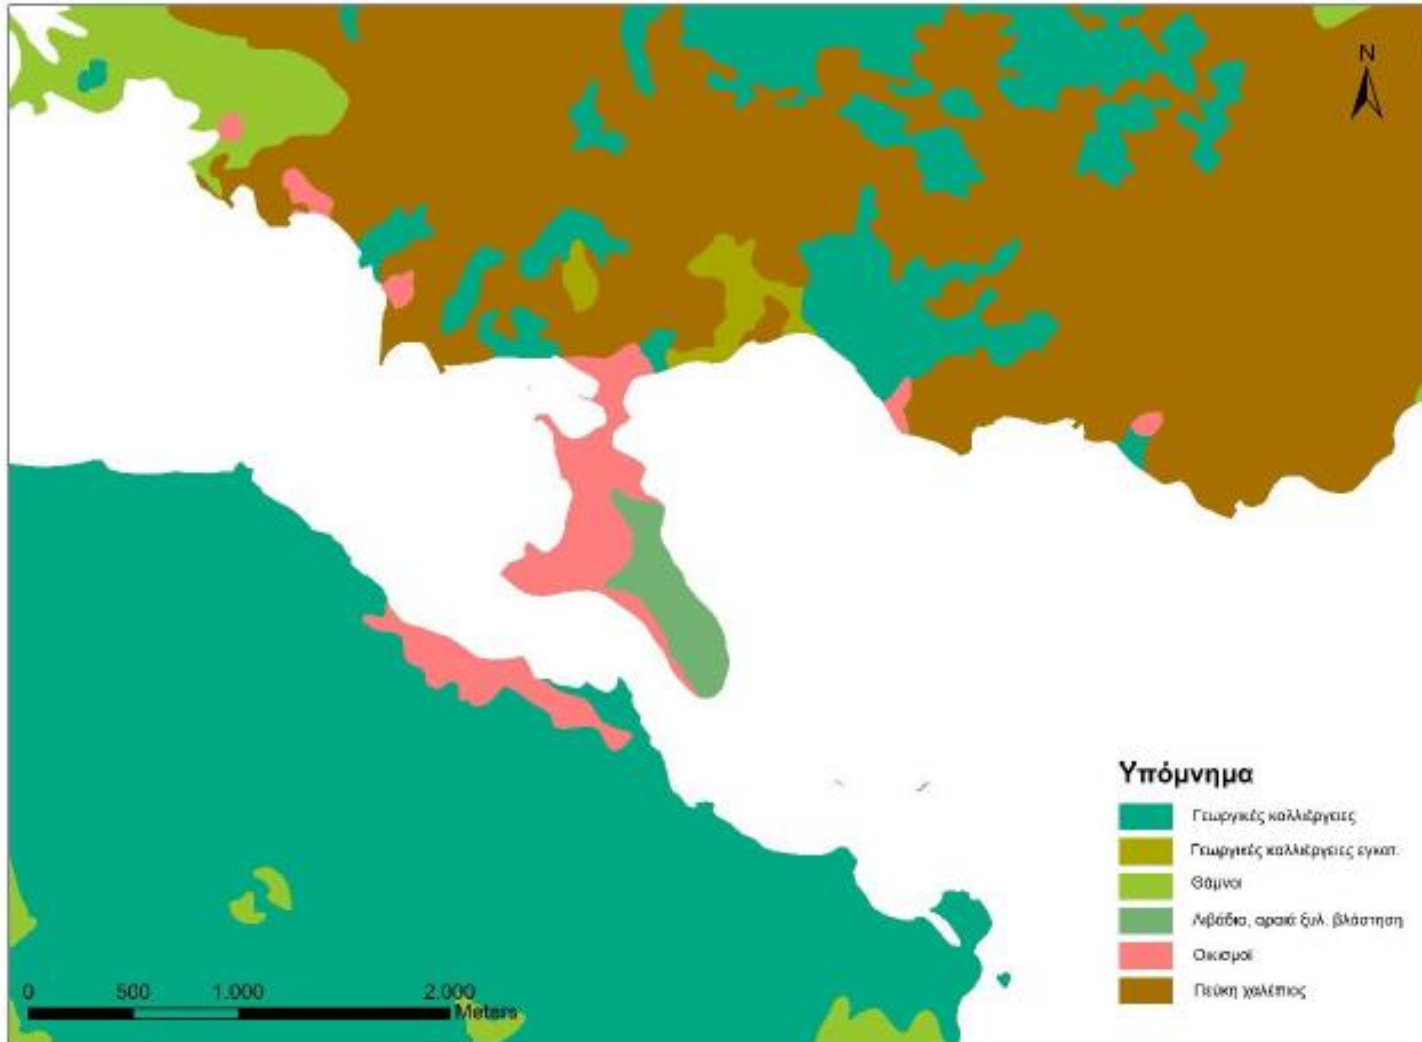 N
Υπόμνημα
Γεωργικές καλλιέργειες
Γεωργικές καλλιέργειες εγκατ.
Θάμνοι
Λιβάδια, αραιά ξυλ. βλάστηση
Οικισμοί
Πεύκη χαλέπιος
0 500 1.000 2.000
Meters